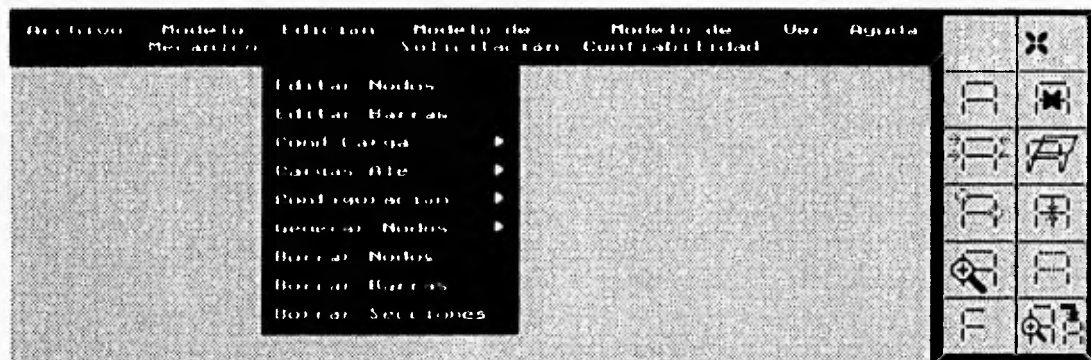 Archivo Modelo Mecanico Edicion Modelo de Solicitacion Modelo de Confiabilidad Ver Ayuda
Editar Nodos
Editar Barras
Cond Carga
Cargas Ale
Configuracion
Generar Nodos
Borrar Nodos
Borrar Barras
Borrar Secciones